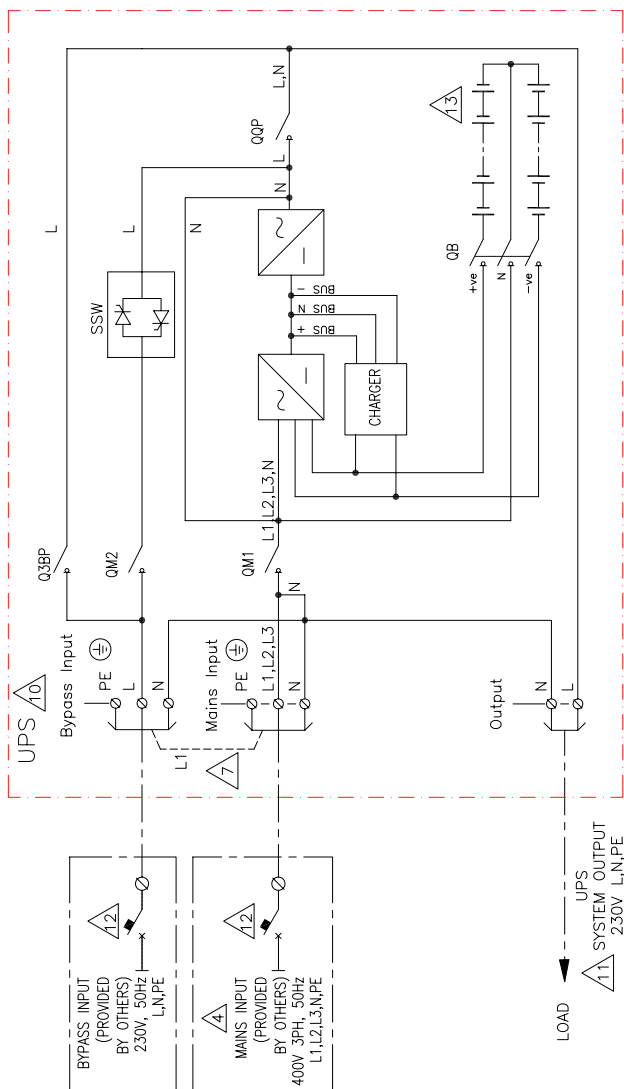 UPS
10
Bypass Input
PE
L
N
Mains Input
PE
L1,L2,L3
N
Output
N
L
L1
7
Q3BP
QM2
QM1
N
L
L
N
SSW
L1,L2,L3,N
BUS +
BUS N
BUS -
CHARGER
N
L
QQP
L,N
QB
+ve
N
-ve
13
BYPASS INPUT
(PROVIDED
BY OTHERS)
230V, 50Hz
L,N,PE
12
4
MAINS INPUT
(PROVIDED
BY OTHERS)
400V 3PH, 50Hz
L1,L2,L3,N,PE
12
LOAD
11
UPS
SYSTEM OUTPUT
230V L,N,PE